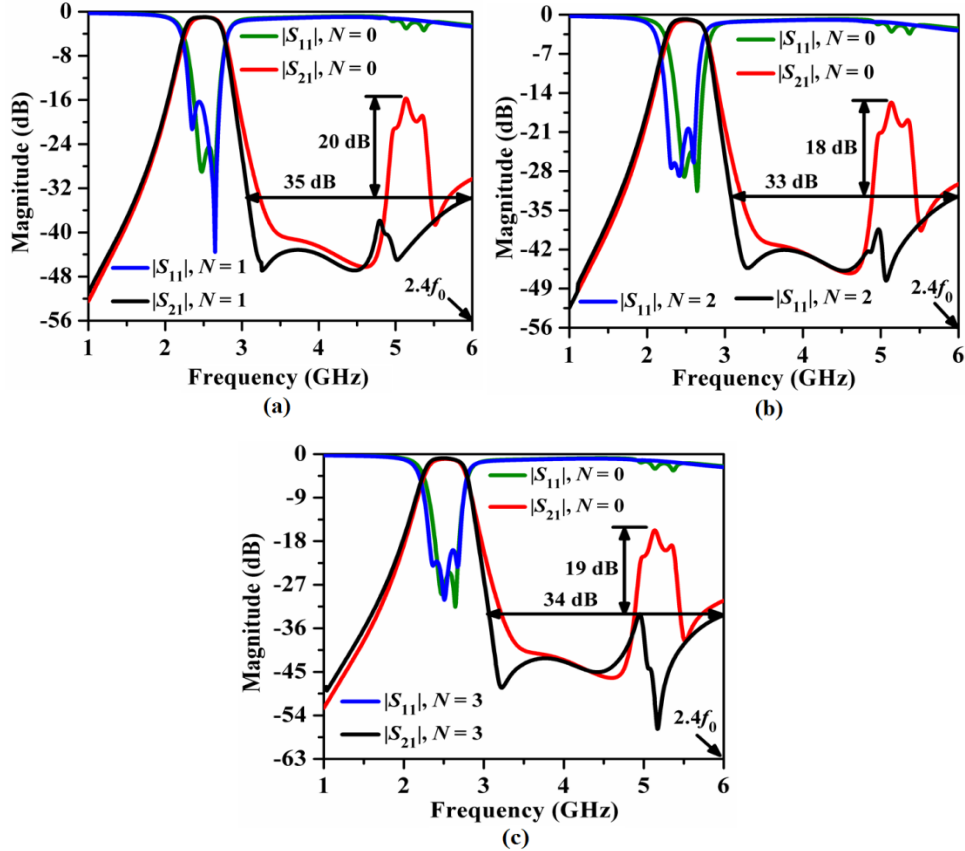 0
-8
-16
-24
-32
-40
-48
-56
Magnitude (dB)
|S11|, N = 0
|S21|, N = 0
20 dB
35 dB
|S11|, N = 1
|S21|, N = 1
2.4f0
1 2 3 4 5 6
Frequency (GHz)
(a)
0
-7
-14
-21
-28
-35
-42
-49
-56
Magnitude (dB)
|S11|, N = 0
|S21|, N = 0
18 dB
33 dB
|S11|, N = 2
|S11|, N = 2
2.4f0
1 2 3 4 5 6
Frequency (GHz)
(b)
0
-9
-18
-27
-36
-45
-54
-63
Magnitude (dB)
|S11|, N = 0
|S21|, N = 0
19 dB
34 dB
|S11|, N = 3
|S21|, N = 3
2.4f0
1 2 3 4 5 6
Frequency (GHz)
(c)